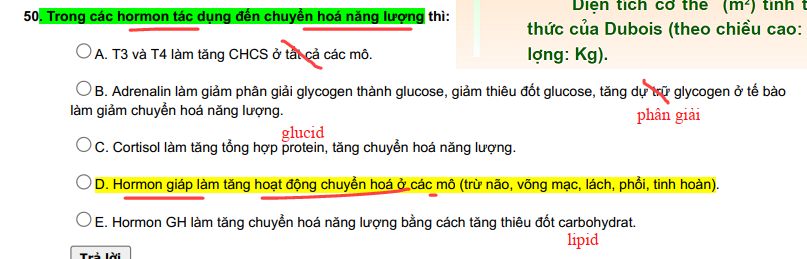 Diện tích cơ thể (m²) tính t
50. Trong các hormon tác dụng đến chuyển hoá năng lượng thì:
thức của Dubois (theo chiều cao:
A. T3 và T4 làm tăng CHCS ở tất cả các mô.
lợng: Kg).
B. Adrenalin làm giảm phân giải glycogen thành glucose, giảm thiêu đốt glucose, tăng dự trữ glycogen ở tế bào
làm giảm chuyển hoá năng lượng.
phân giải
glucid
C. Cortisol làm tăng tổng hợp protein, tăng chuyển hoá năng lượng.
D. Hormon giáp làm tăng hoạt động chuyển hoá ở các mô (trừ não, võng mạc, lách, phổi, tinh hoàn).
E. Hormon GH làm tăng chuyển hoá năng lượng bằng cách tăng thiêu đốt carbohydrat.
lipid
Trả lời